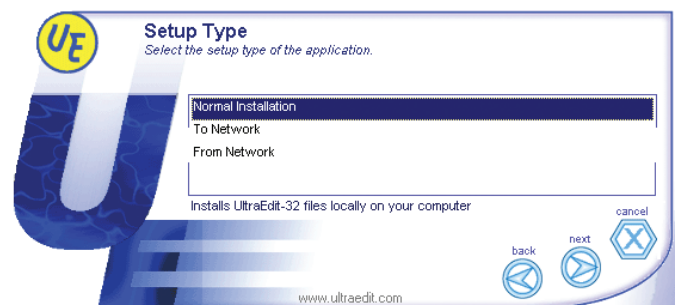 UE
Setup Type
Select the setup type of the application.
Normal Installation
To Network
From Network
Installs UltraEdit-32 files locally on your computer
cancel
next
back
www.ultraedit.com